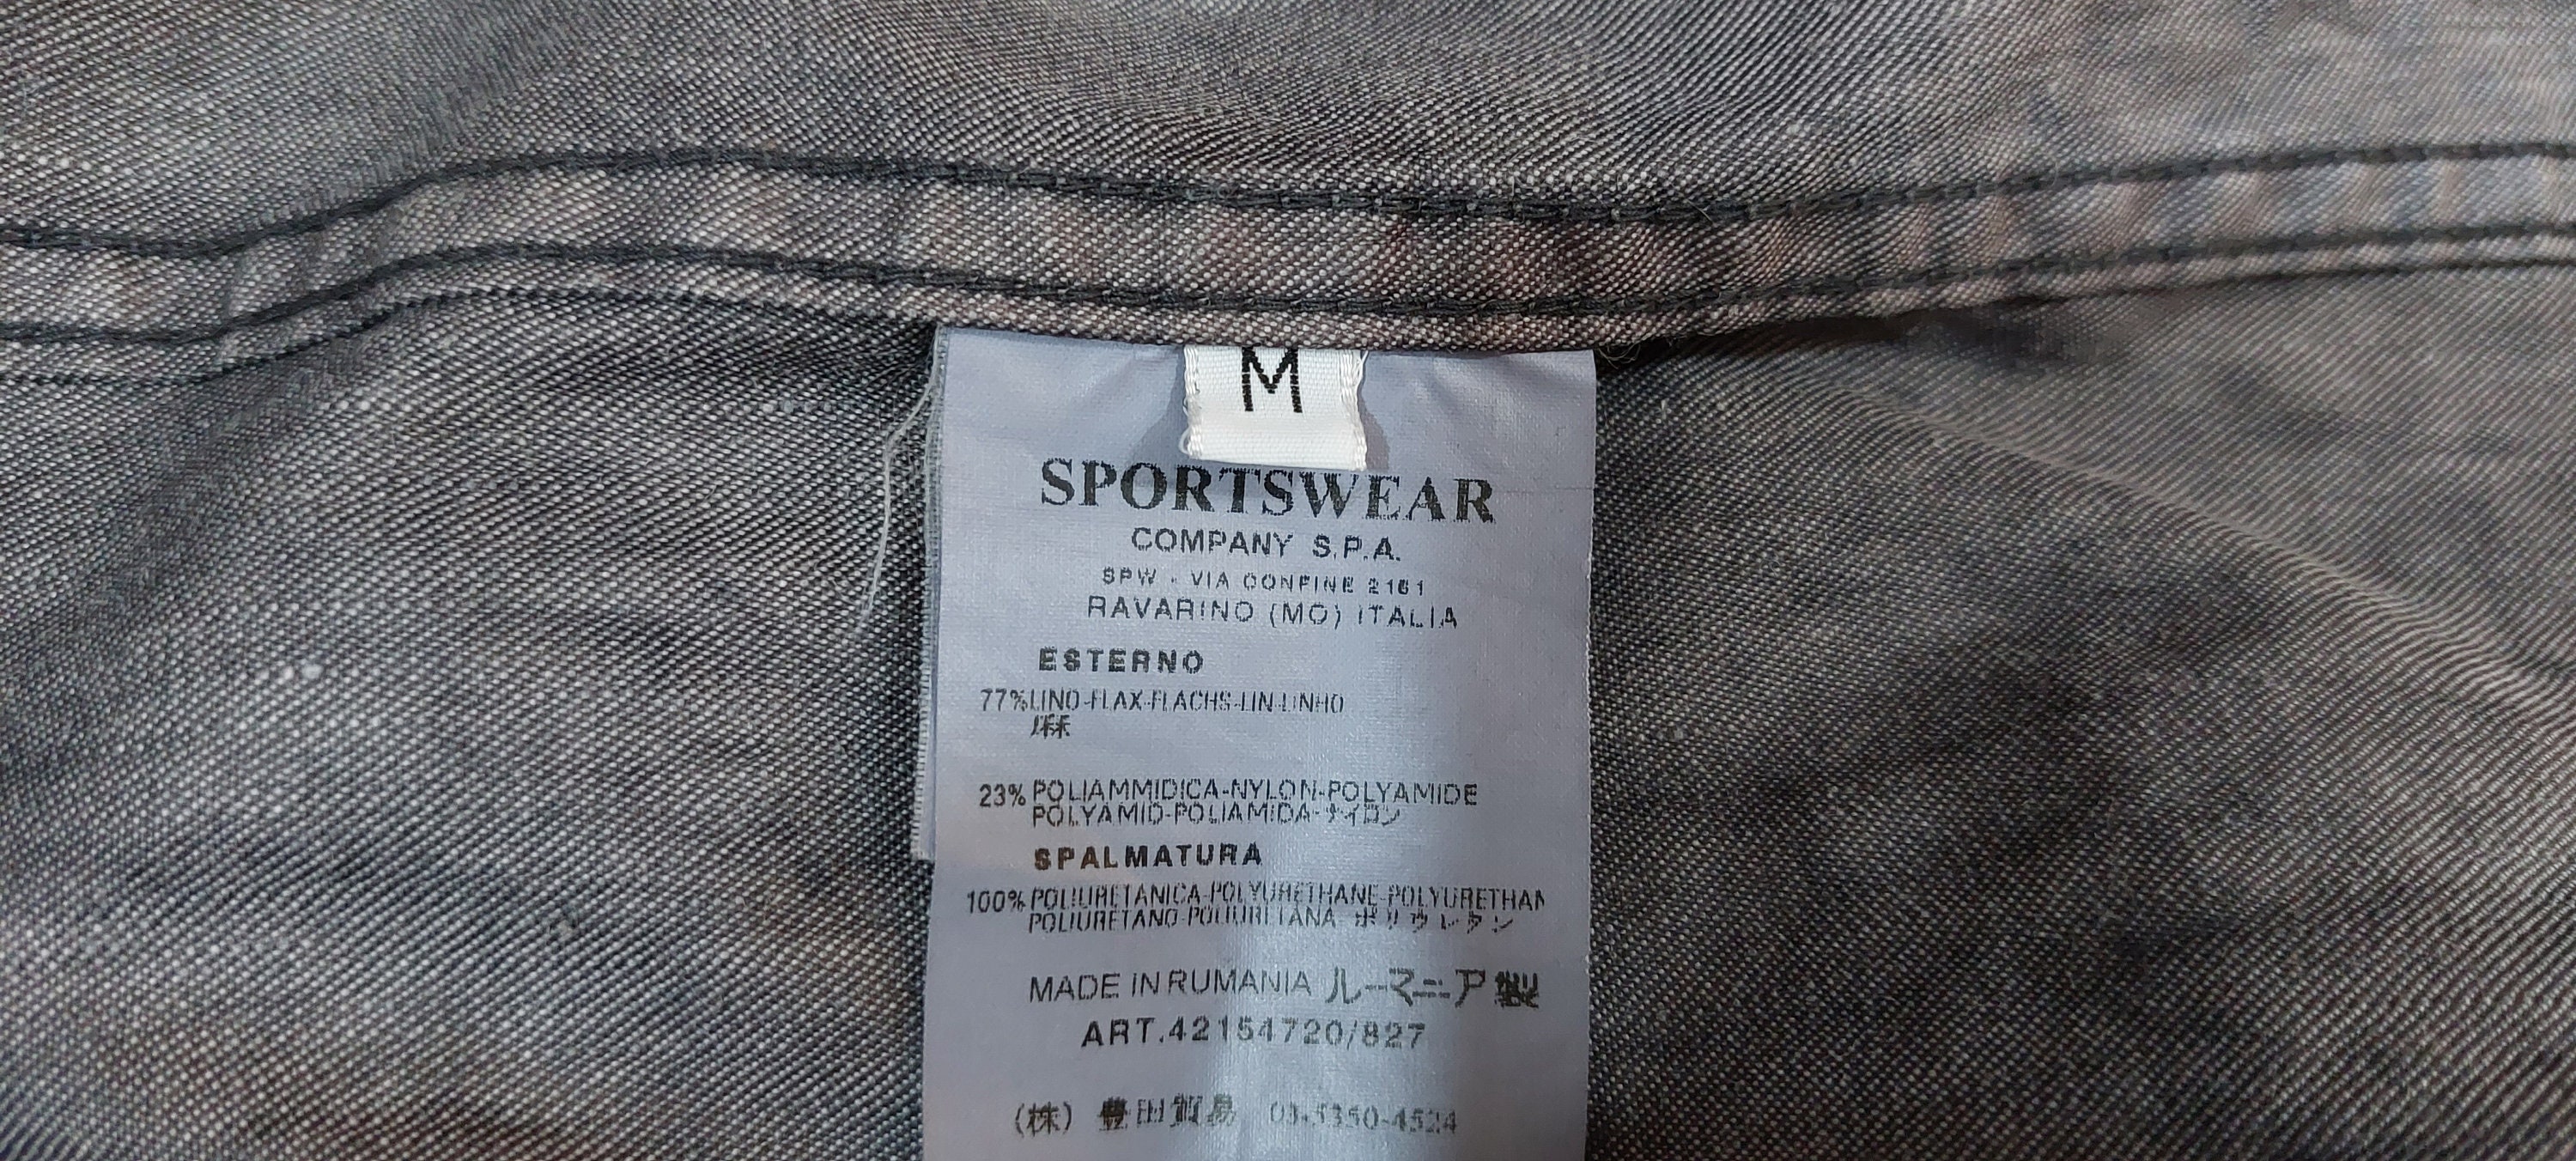 M
SPORTSWEAR
COMPANY S.P.A.
SPW - VIA CONFINE 2161
RAVARINO (MO) ITALIA
ESTERNO
77% LINO-FLAX-FLACHS-LIN-LINHO
麻
23% POLIAMMIDICA-NYLON-POLYAMIDE
POLYAMID-POLIAMIDA-ナイロン
SPALMATURA
100% POLIURETANICA-POLYURETHANE-POLYURETHAN
POLIURETANO-POLIURETANA-ポリウレタン
MADE IN RUMANIA ルーマニア製
ART.42154720/827
(株) 豊田貿易 03-5350-4524